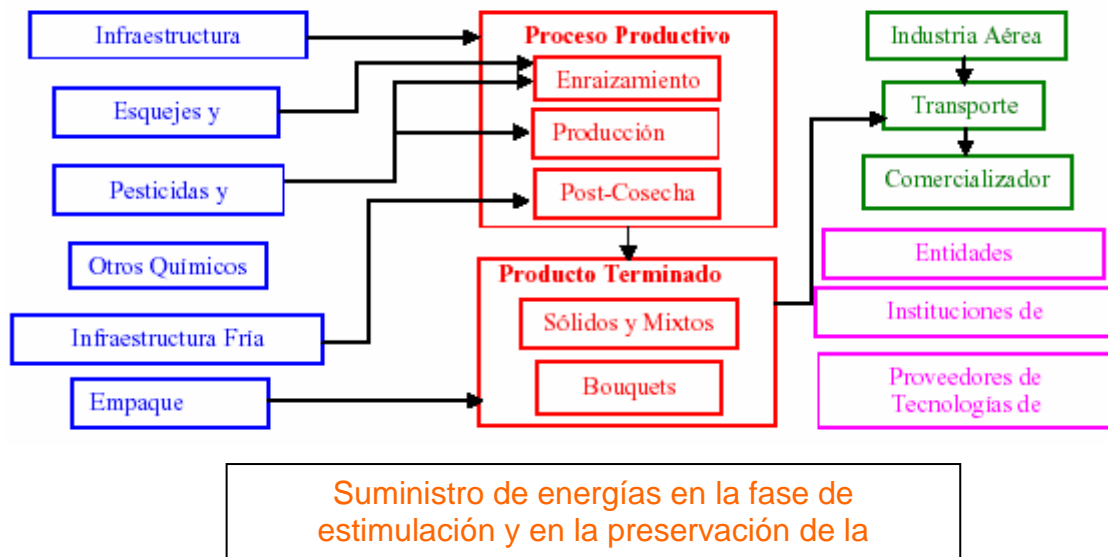 Infraestructura
Esquejes y
Pesticidas y
Otros Químicos
Infraestructura Fría
Empaque
Proceso Productivo
Enraizamiento
Producción
Post-Cosecha
Producto Terminado
Sólidos y Mixtos
Bouquets
Industria Aérea
Transporte
Comercializador
Entidades
Instituciones de
Proveedores de
Tecnologías de
Suministro de energías en la fase de
estimulación y en la preservación de la